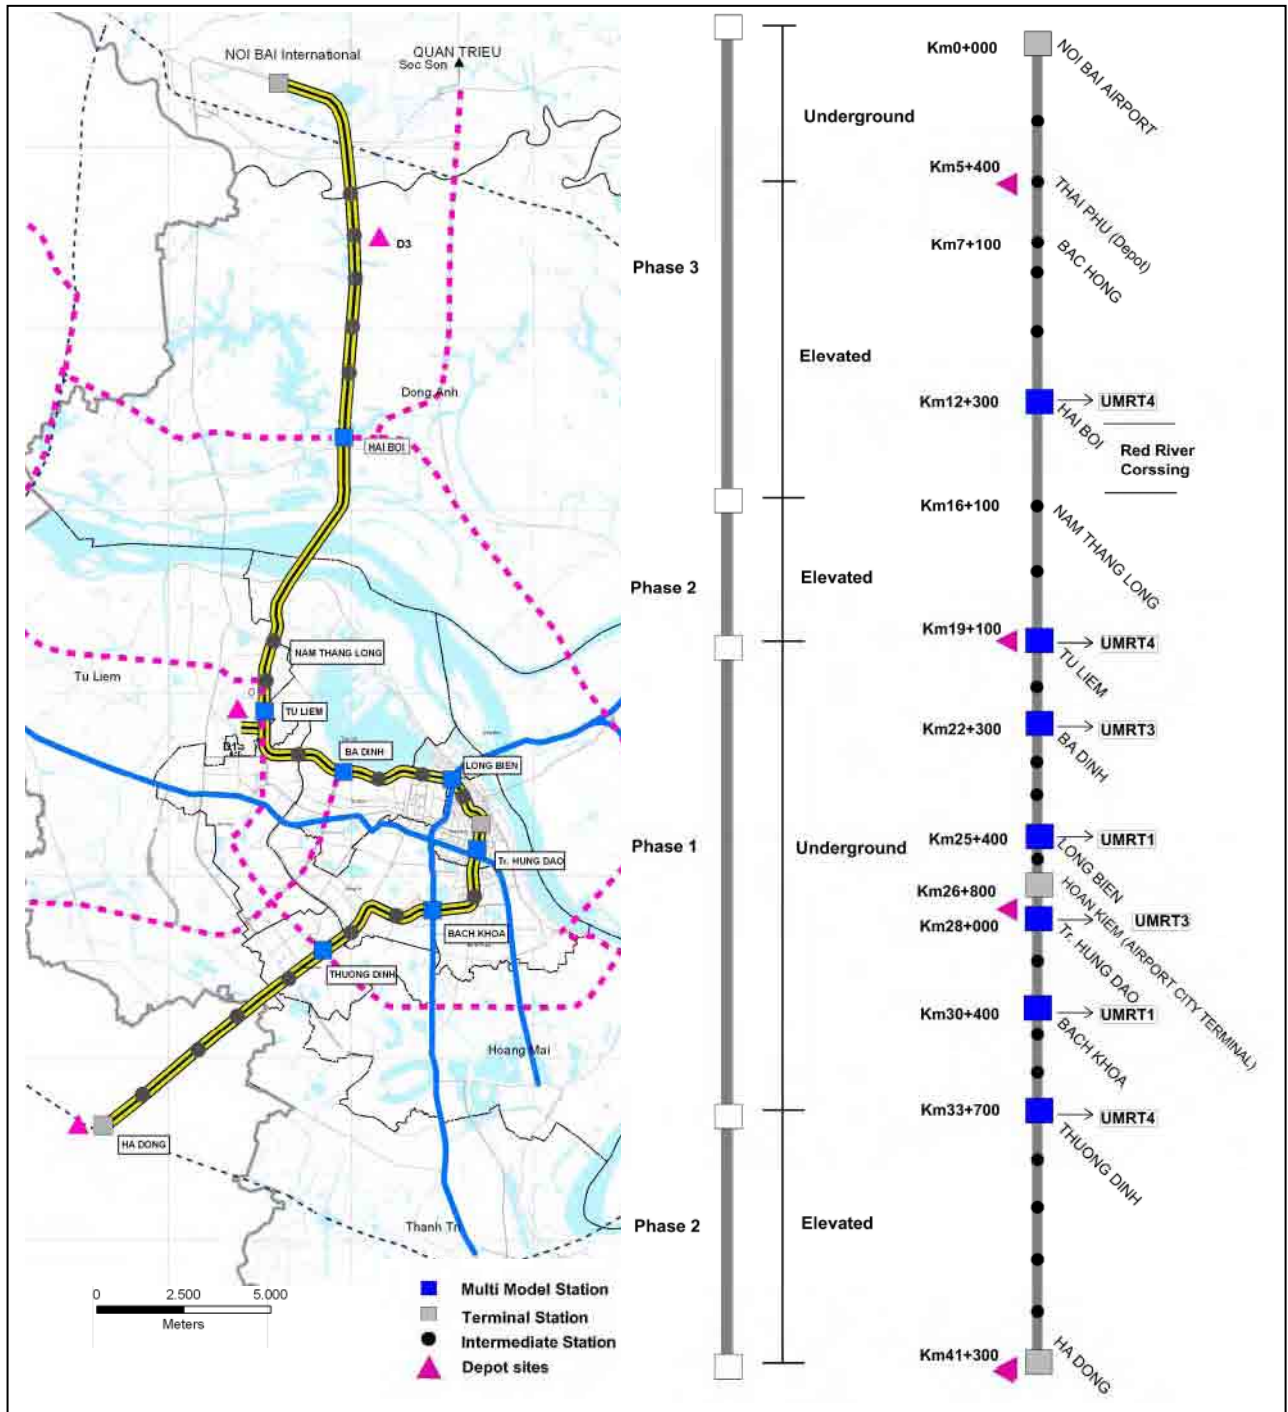 NOI BAI International
QUAN TRIEU
Soc Son
D3
Dong Anh
HAI BOI
NAM THANG LONG
Tu Liem
TU LIEM
D1
BA DINH
LONG BIEN
Tr. HUNG DAO
BACH KHOA
THUONG DINH
Hoang Mai
HA DONG
Thanh Tri
0 2.500 5.000
Meters
Multi Model Station
Terminal Station
Intermediate Station
Depot sites
Phase 3
Phase 2
Phase 1
Phase 2
Underground
Elevated
Elevated
Underground
Elevated
Km0+000
NOI BAI AIRPORT
Km5+400
THAI PHU (Depot)
Km7+100
BAC HONG
Km12+300
UMRT4
HAI BOI
Red River
Corssing
Km16+100
NAM THANG LONG
Km19+100
UMRT4
TU LIEM
Km22+300
UMRT3
BA DINH
Km25+400
UMRT1
LONG BIEN
Km26+800
HOAN KIEM (AIRPORT CITY TERMINAL)
Km28+000
UMRT3
Tr. HUNG DAO
Km30+400
UMRT1
BACH KHOA
Km33+700
UMRT4
THUONG DINH
Km41+300
HA DONG